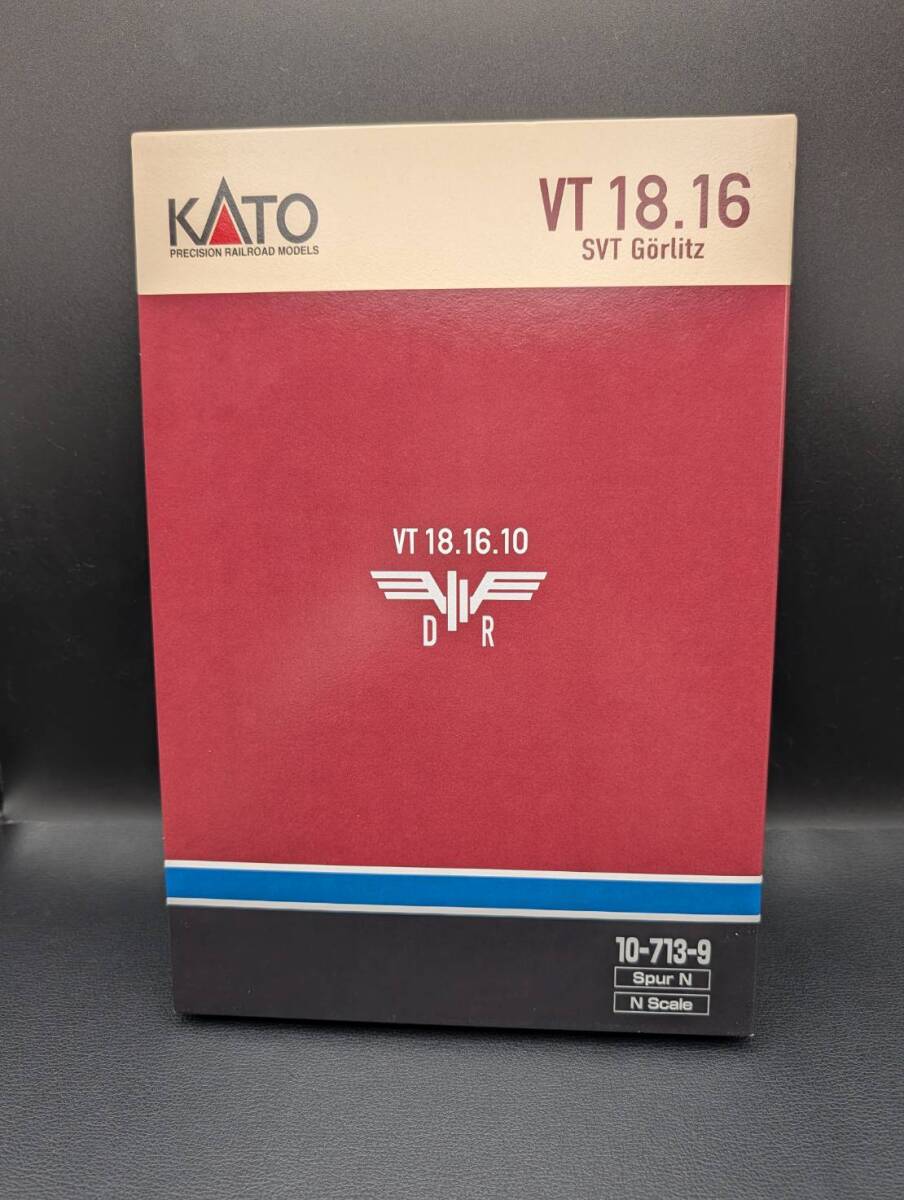 KATO
PRECISION RAILROAD MODELS
VT 18.16
SVT Görlitz
VT 18.16.10
D R
10-713-9
Spur N
N Scale